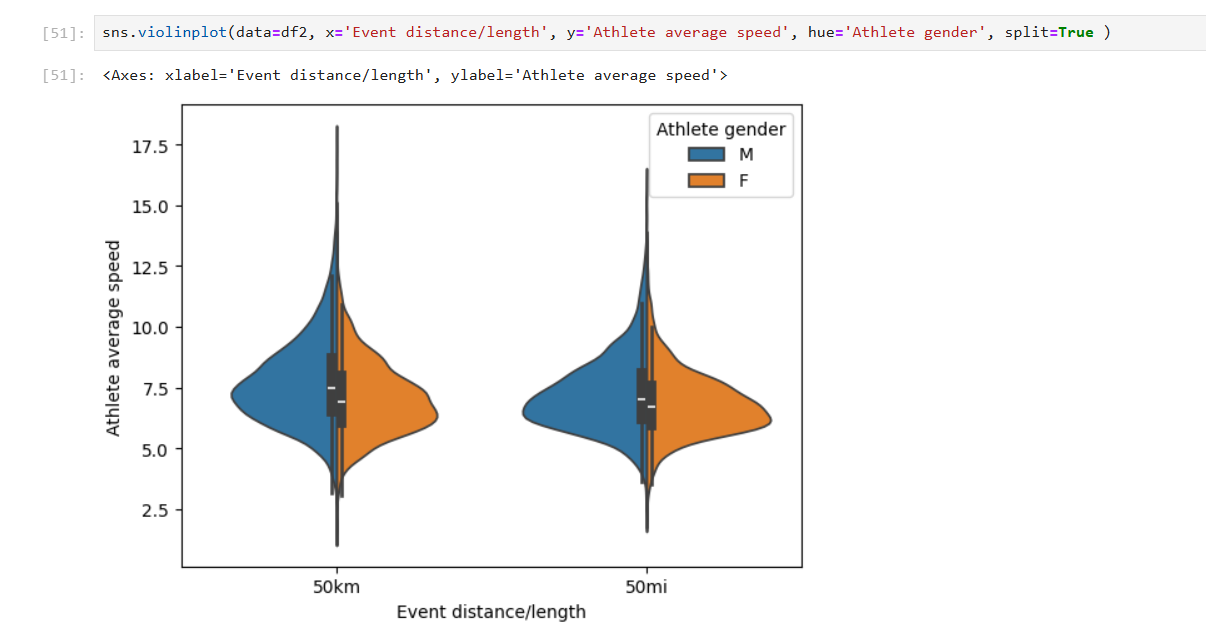 [51]: sns.violinplot(data=df2, x='Event distance/length', y='Athlete average speed', hue='Athlete gender', split=True )
[51]: <Axes: xlabel='Event distance/length', ylabel='Athlete average speed'>
Athlete gender
M
F
17.5
15.0
12.5
10.0
7.5
5.0
2.5
Athlete average speed
50km
50mi
Event distance/length